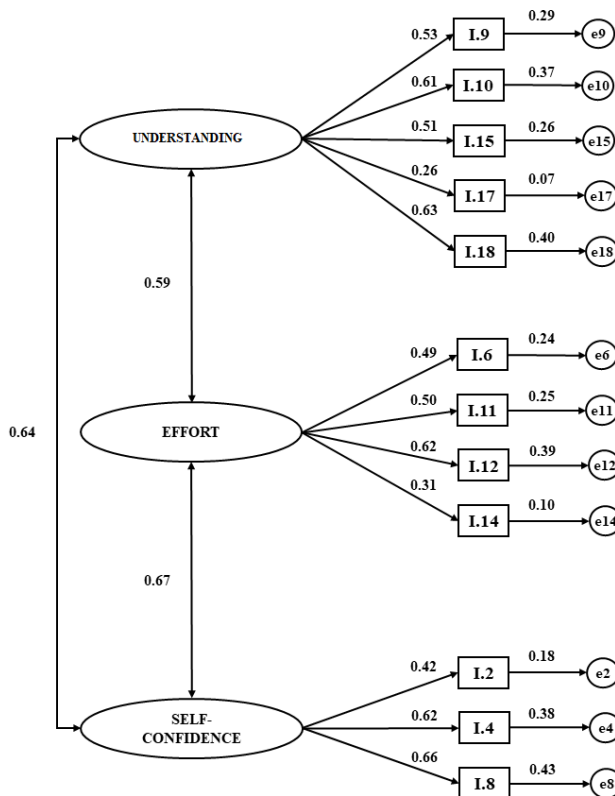 0.53 I.9 0.29 e9
0.61 I.10 0.37 e10
UNDERSTANDING
0.51 I.15 0.26 e15
0.26 I.17 0.07 e17
0.63 I.18 0.40 e18
0.59
0.49 I.6 0.24 e6
0.50 I.11 0.25 e11
0.64
EFFORT
0.62 I.12 0.39 e12
0.31 I.14 0.10 e14
0.67
0.42 I.2 0.18 e2
SELF-
CONFIDENCE
0.62 I.4 0.38 e4
0.66 I.8 0.43 e8